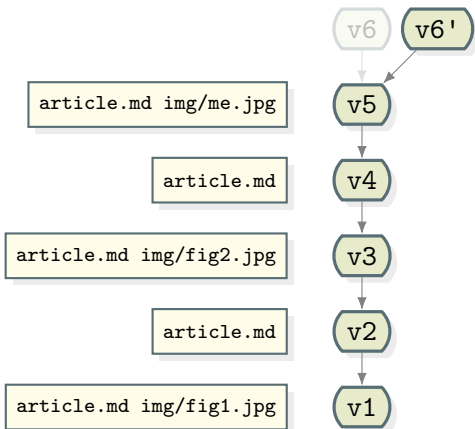 v6 v6'
article.md img/me.jpg v5
article.md v4
article.md img/fig2.jpg v3
article.md v2
article.md img/fig1.jpg v1